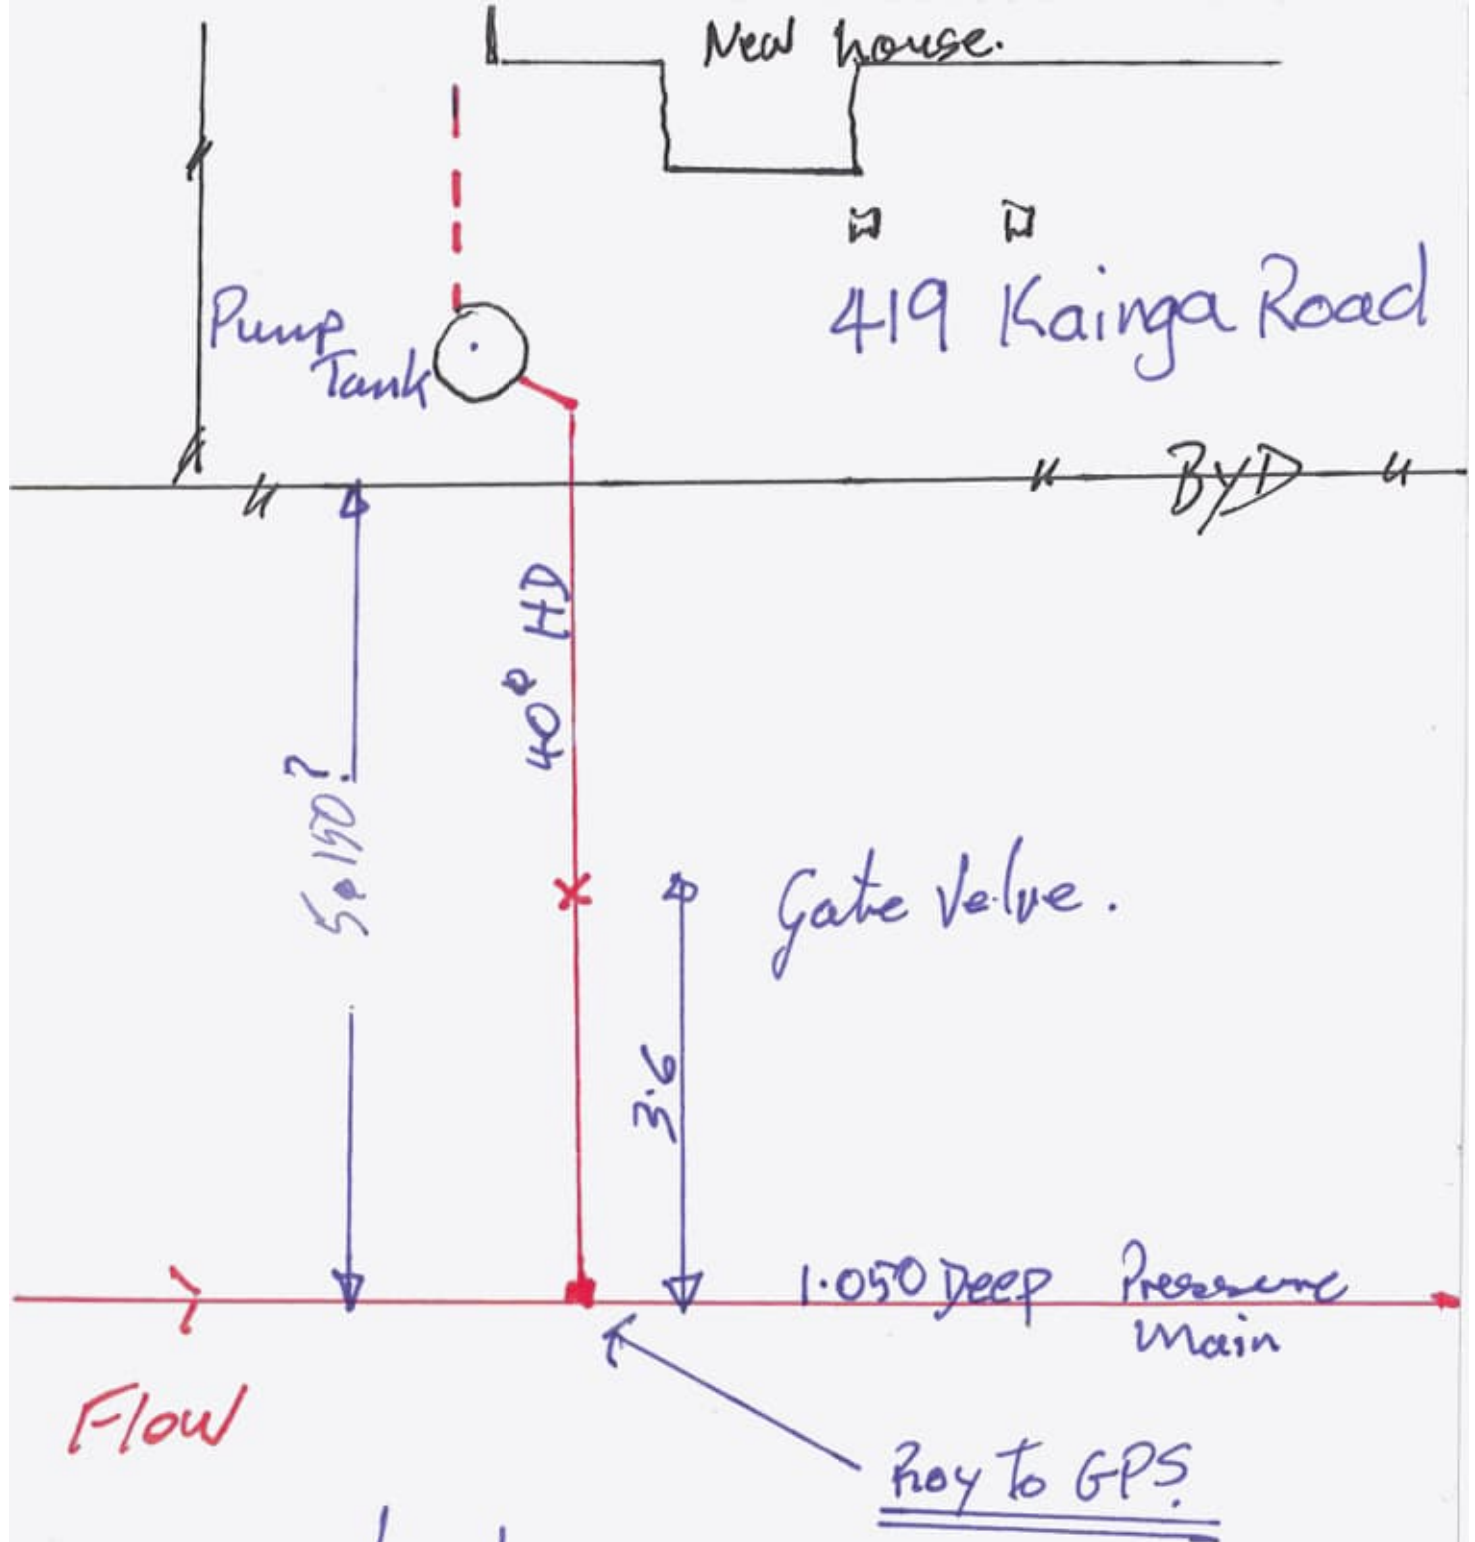 New house.
419 Kainga Road
Pump
Tank
ByD
40ø HD
5.150?
Gate Valve.
3.6
1.050 Deep Pressure
Main
Flow
Roy to GPS.